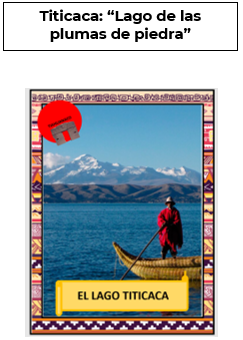 Titicaca: “Lago de las
plumas de piedra”
EL LAGO TITICACA